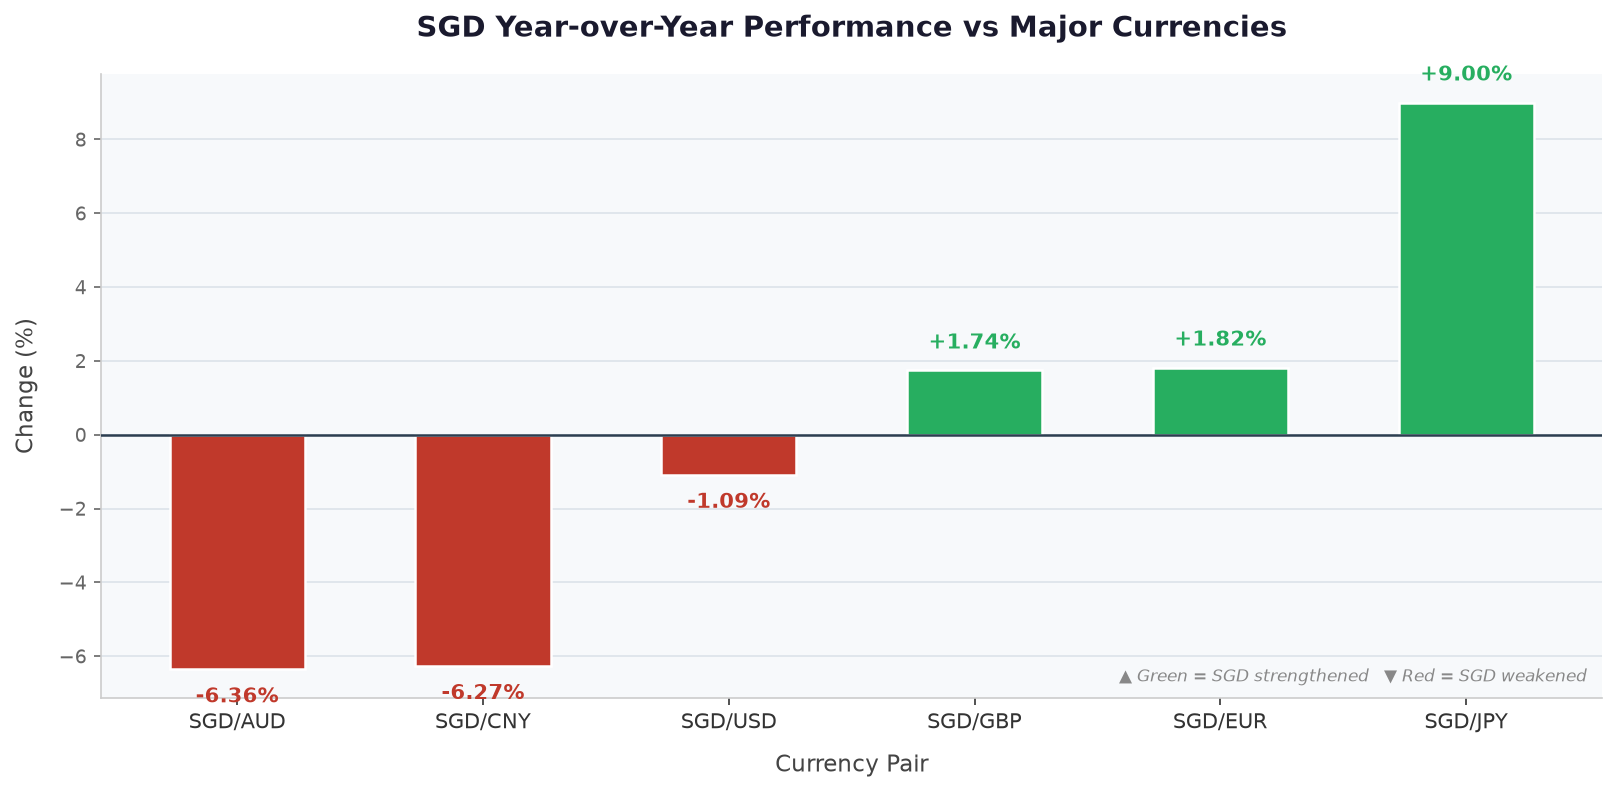 SGD Year-over-Year Performance vs Major Currencies
+9.00%
8
6
4
+1.74%
+1.82%
2
Change (%)
0
-1.09%
−2
−4
−6
▲ Green = SGD strengthened ▼ Red = SGD weakened
-6.36%
-6.27%
SGD/AUD
SGD/CNY
SGD/USD
SGD/GBP
SGD/EUR
SGD/JPY
Currency Pair